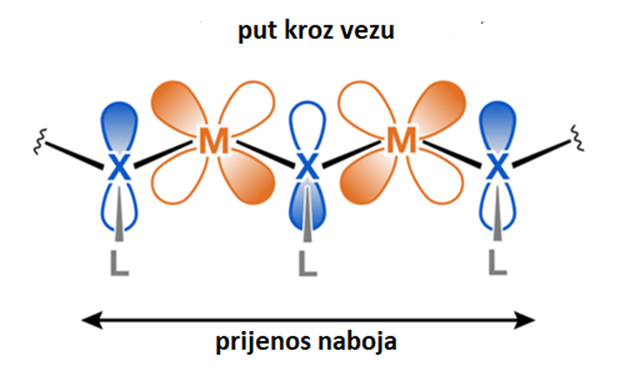 put kroz vezu
M M
X X X
L L L
prijenos naboja